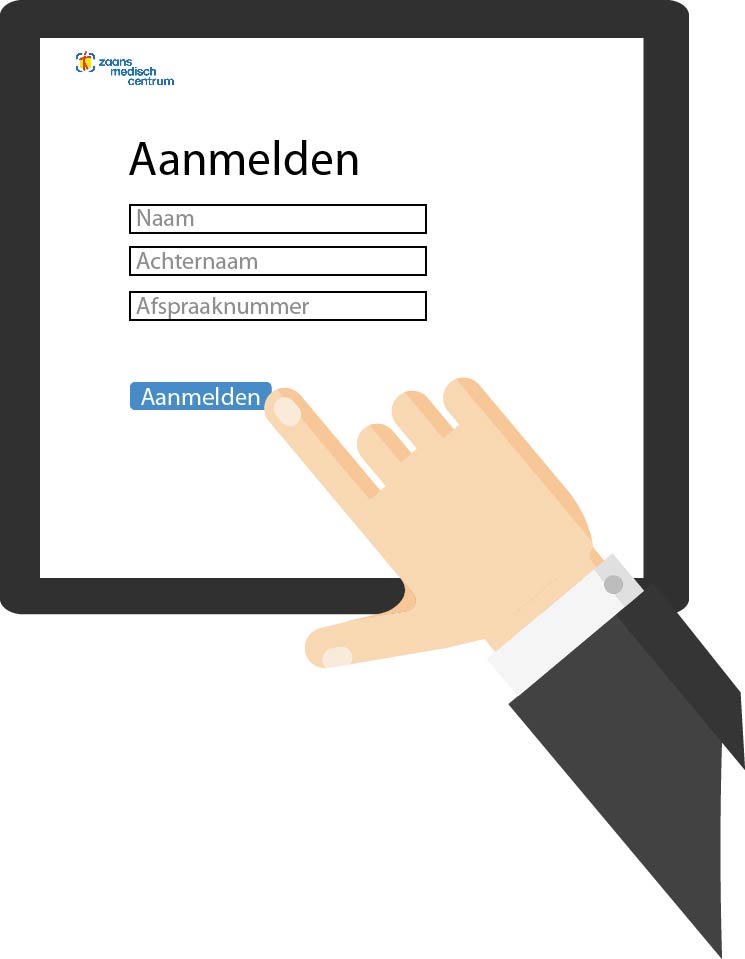 zaans
medisch
centrum
Aanmelden
Naam
Achternaam
Afspraaknummer
Aanmelden